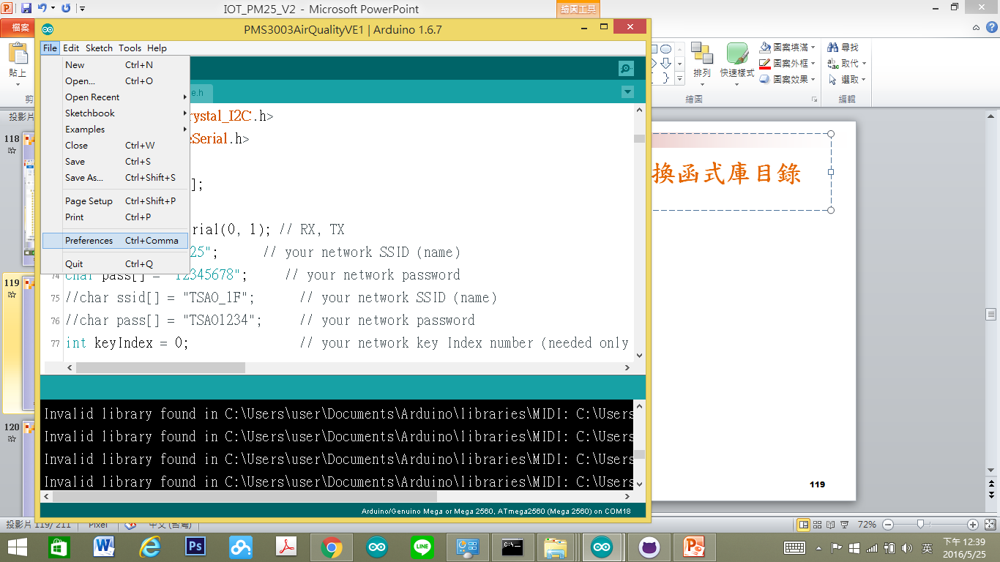 IOT_PM25_V2 - Microsoft PowerPoint
繪圖工具
檔案
貼上
剪
投影片
118
119
120
PMS3003AirQualityVE1 | Arduino 1.6.7
File Edit Sketch Tools Help
New Ctrl+N
Open... Ctrl+O
Open Recent
Sketchbook
Examples
Close Ctrl+W
Save Ctrl+S
Save As... Ctrl+Shift+S
Page Setup Ctrl+Shift+P
Print Ctrl+P
Preferences Ctrl+Comma
Quit Ctrl+Q
e.h
rystal_I2C.h>
eSerial.h>
];
rial(0, 1); // RX, TX
25"; // your network SSID (name)
74 char pass[] = "12345678"; // your network password
75 //char ssid[] = "TSAO_1F"; // your network SSID (name)
76 //char pass[] = "TSAO1234"; // your network password
77 int keyIndex = 0; // your network key Index number (needed only
Invalid library found in C:\Users\user\Documents\Arduino\libraries\MIDI: C:\Users
Invalid library found in C:\Users\user\Documents\Arduino\libraries\MIDI: C:\Users
Invalid library found in C:\Users\user\Documents\Arduino\libraries\MIDI: C:\Users
Invalid library found in C:\Users\user\Documents\Arduino\libraries\MIDI: C:\Users
Arduino/Genuino Mega or Mega 2560, ATmega2560 (Mega 2560) on COM18
排列
快速樣式
圖案填滿
圖案外框
圖案效果
繪圖
尋找
取代
選取
編輯
換函式庫目錄
119
投影片 119/ 211
Pixel
中文 (台灣)
72%
英
下午 12:39
2016/5/25